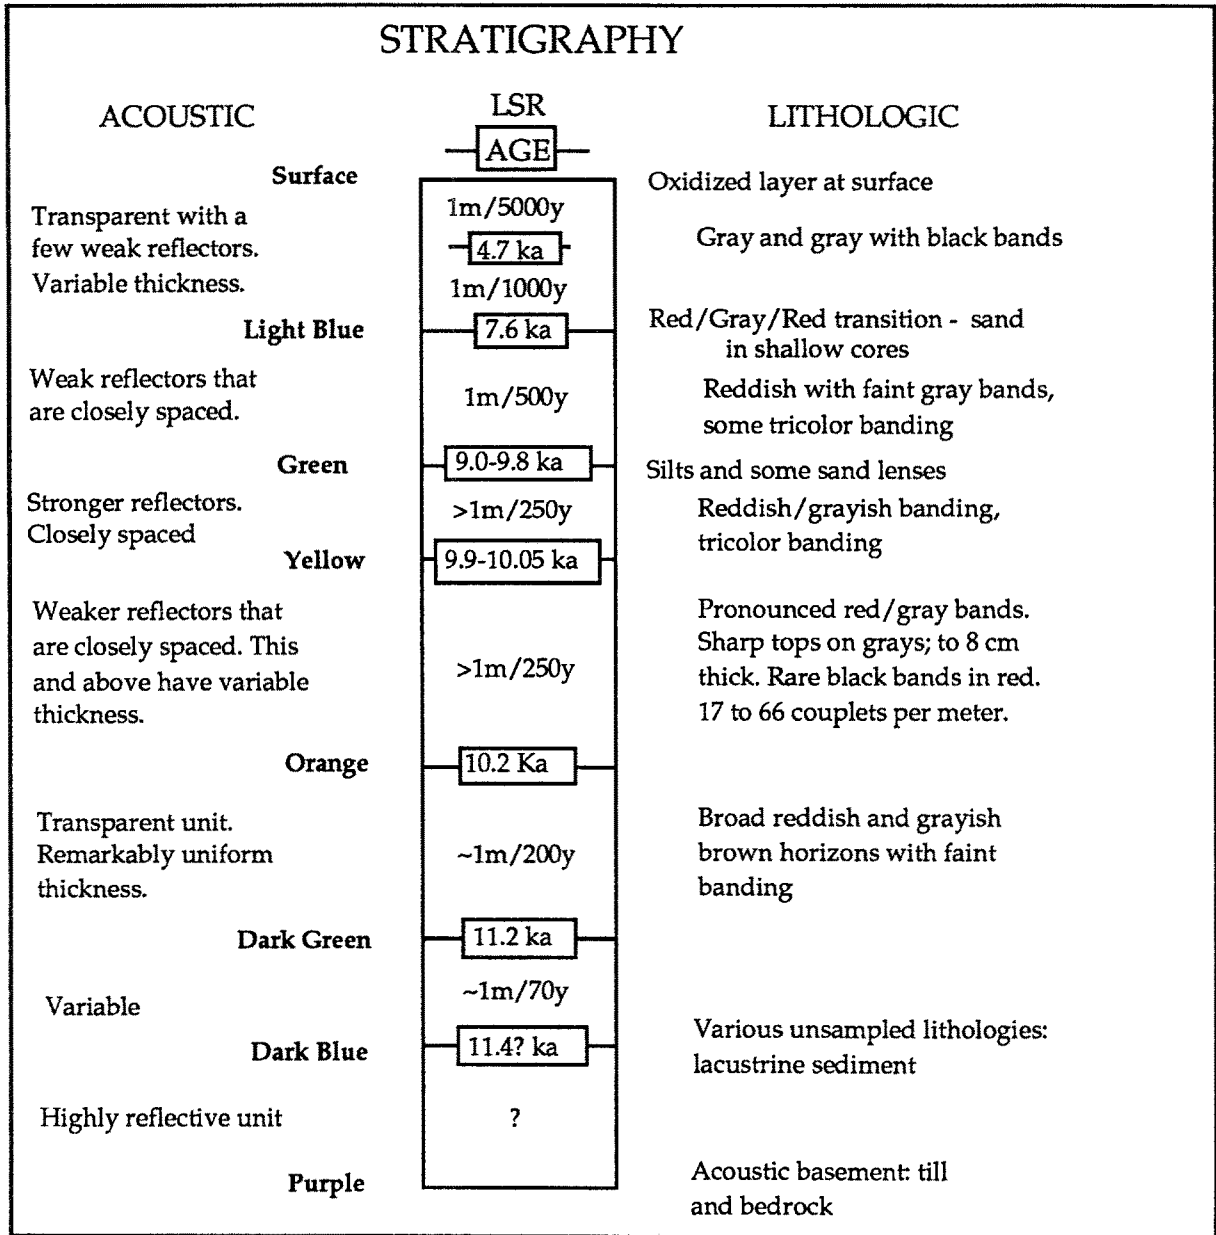 STRATIGRAPHY
ACOUSTIC
LSR
AGE
LITHOLOGIC
Surface
Oxidized layer at surface
1m/5000y
Transparent with a
few weak reflectors.
Variable thickness.
4.7 ka
Gray and gray with black bands
1m/1000y
Light Blue
7.6 ka
Red/Gray/Red transition - sand
in shallow cores
Weak reflectors that
are closely spaced.
1m/500y
Reddish with faint gray bands,
some tricolor banding
Green
9.0-9.8 ka
Silts and some sand lenses
Stronger reflectors.
Closely spaced
>1m/250y
Reddish/grayish banding,
tricolor banding
Yellow
9.9-10.05 ka
Weaker reflectors that
are closely spaced. This
and above have variable
thickness.
>1m/250y
Pronounced red/gray bands.
Sharp tops on grays; to 8 cm
thick. Rare black bands in red.
17 to 66 couplets per meter.
Orange
10.2 Ka
Transparent unit.
Remarkably uniform
thickness.
~1m/200y
Broad reddish and grayish
brown horizons with faint
banding
Dark Green
11.2 ka
Variable
~1m/70y
Dark Blue
11.4? ka
Various unsampled lithologies:
lacustrine sediment
Highly reflective unit
?
Purple
Acoustic basement: till
and bedrock